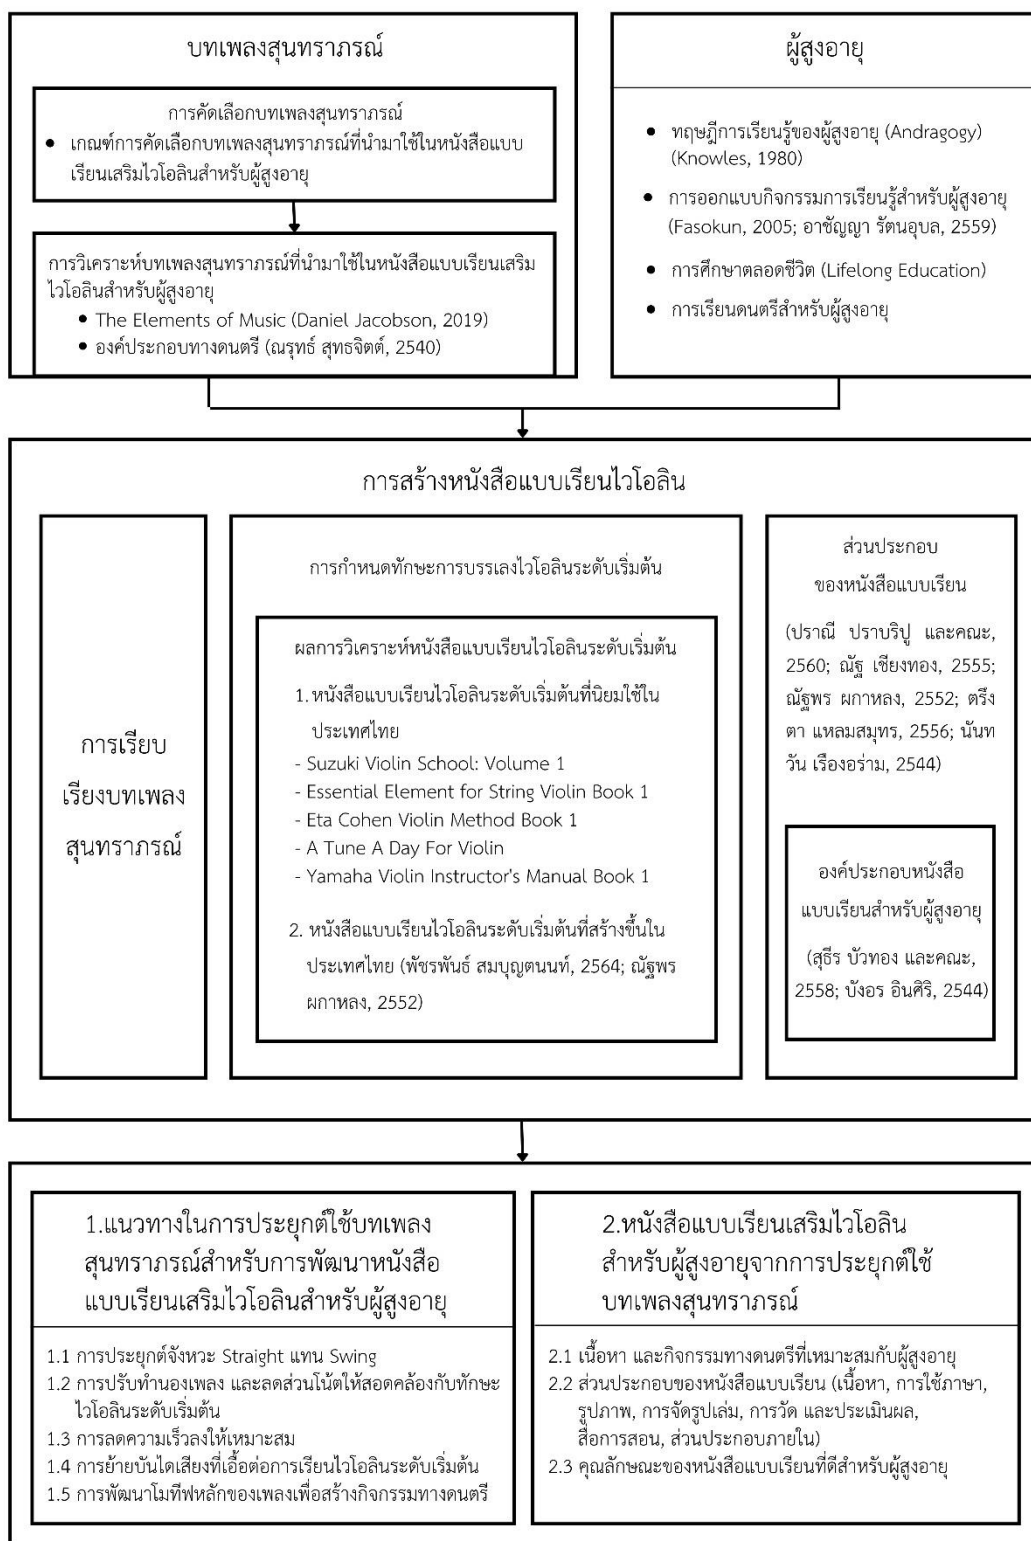 บทเพลงสุนทราภรณ์
การคัดเลือกบทเพลงสุนทราภรณ์
• เกณฑ์การคัดเลือกบทเพลงสุนทราภรณ์ที่นำมาใช้ในหนังสือแบบ
เรียนเสริมไวโอลินสำหรับผู้สูงอายุ
การวิเคราะห์บทเพลงสุนทราภรณ์ที่นำมาใช้ในหนังสือแบบเรียนเสริม
ไวโอลินสำหรับผู้สูงอายุ
• The Elements of Music (Daniel Jacobson, 2019)
• องค์ประกอบทางดนตรี (ณรุทธ์ สุทธจิตต์, 2540)
ผู้สูงอายุ
• ทฤษฎีการเรียนรู้ของผู้สูงอายุ (Andragogy)
(Knowles, 1980)
• การออกแบบกิจกรรมการเรียนรู้สำหรับผู้สูงอายุ
(Fasokun, 2005; อาชัญญา รัตนอุบล, 2559)
• การศึกษาตลอดชีวิต (Lifelong Education)
• การเรียนดนตรีสำหรับผู้สูงอายุ
การสร้างหนังสือแบบเรียนไวโอลิน
การเรียบ
เรียงบทเพลง
สุนทราภรณ์
การกำหนดทักษะการบรรเลงไวโอลินระดับเริ่มต้น
ผลการวิเคราะห์หนังสือแบบเรียนไวโอลินระดับเริ่มต้น
1. หนังสือแบบเรียนไวโอลินระดับเริ่มต้นที่นิยมใช้ใน
ประเทศไทย
- Suzuki Violin School: Volume 1
- Essential Element for String Violin Book 1
- Eta Cohen Violin Method Book 1
- A Tune A Day For Violin
- Yamaha Violin Instructor's Manual Book 1
2. หนังสือแบบเรียนไวโอลินระดับเริ่มต้นที่สร้างขึ้นใน
ประเทศไทย (พัชรพันธ์ สมบุญตนนท์, 2564; ณัฐพร
ผกาหลง, 2552)
ส่วนประกอบ
ของหนังสือแบบเรียน
(ปราณี ปราบริปู และคณะ,
2560; ณัฐ เชียงทอง, 2555;
ณัฐพร ผกาหลง, 2552; ตรึง
ตา แหลมสมุทร, 2556; นันท
วัน เรืองอร่าม, 2544)
องค์ประกอบหนังสือ
แบบเรียนสำหรับผู้สูงอายุ
(สุธีร บัวทอง และคณะ,
2558; บังอร อินศิริ, 2544)
1.แนวทางในการประยุกต์ใช้บทเพลง
สุนทราภรณ์สำหรับการพัฒนาหนังสือ
แบบเรียนเสริมไวโอลินสำหรับผู้สูงอายุ
1.1 การประยุกต์จังหวะ Straight แทน Swing
1.2 การปรับทำนองเพลง และลดส่วนโน้ตให้สอดคล้องกับทักษะ
ไวโอลินระดับเริ่มต้น
1.3 การลดความเร็วลงให้เหมาะสม
1.4 การย้ายบันไดเสียงที่เอื้อต่อการเรียนไวโอลินระดับเริ่มต้น
1.5 การพัฒนาโมทีฟหลักของเพลงเพื่อสร้างกิจกรรมทางดนตรี
2.หนังสือแบบเรียนเสริมไวโอลิน
สำหรับผู้สูงอายุจากการประยุกต์ใช้
บทเพลงสุนทราภรณ์
2.1 เนื้อหา และกิจกรรมทางดนตรีที่เหมาะสมกับผู้สูงอายุ
2.2 ส่วนประกอบของหนังสือแบบเรียน (เนื้อหา, การใช้ภาษา,
รูปภาพ, การจัดรูปเล่ม, การวัด และประเมินผล,
สื่อการสอน, ส่วนประกอบภายใน)
2.3 คุณลักษณะของหนังสือแบบเรียนที่ดีสำหรับผู้สูงอายุ